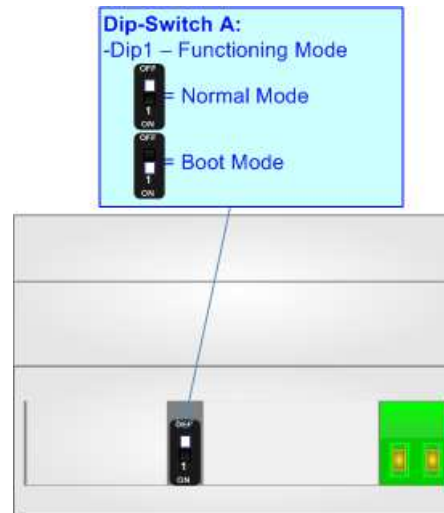 Dip-Switch A:
-Dip1 – Functioning Mode
OFF
= Normal Mode
1
ON
OFF
= Boot Mode
1
ON
OFF
1
ON